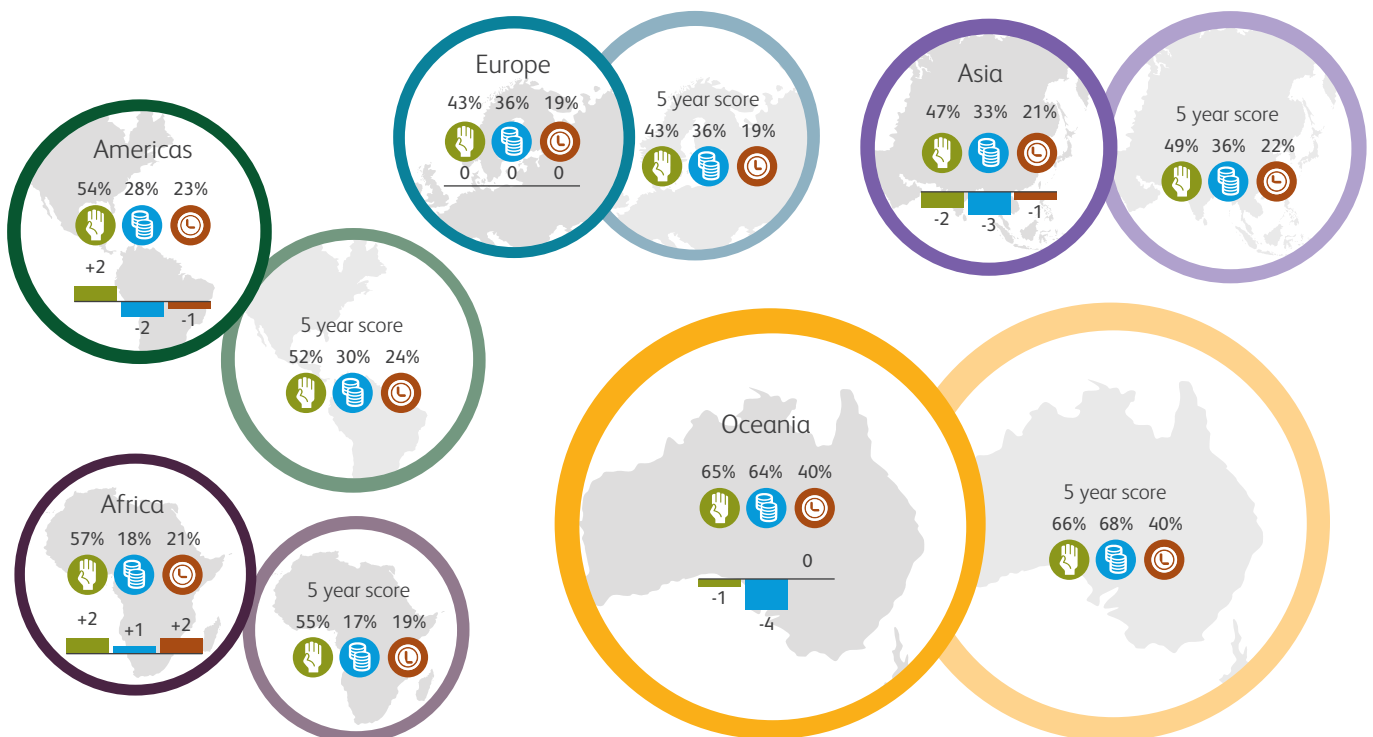 Europe
43% 36% 19%
0 0 0
5 year score
43% 36% 19%
Asia
47% 33% 21%
-2 -3 -1
5 year score
49% 36% 22%
Americas
54% 28% 23%
+2
-2 -1
5 year score
52% 30% 24%
Oceania
65% 64% 40%
0
-1
-4
5 year score
66% 68% 40%
Africa
57% 18% 21%
+2 +1 +2
5 year score
55% 17% 19%